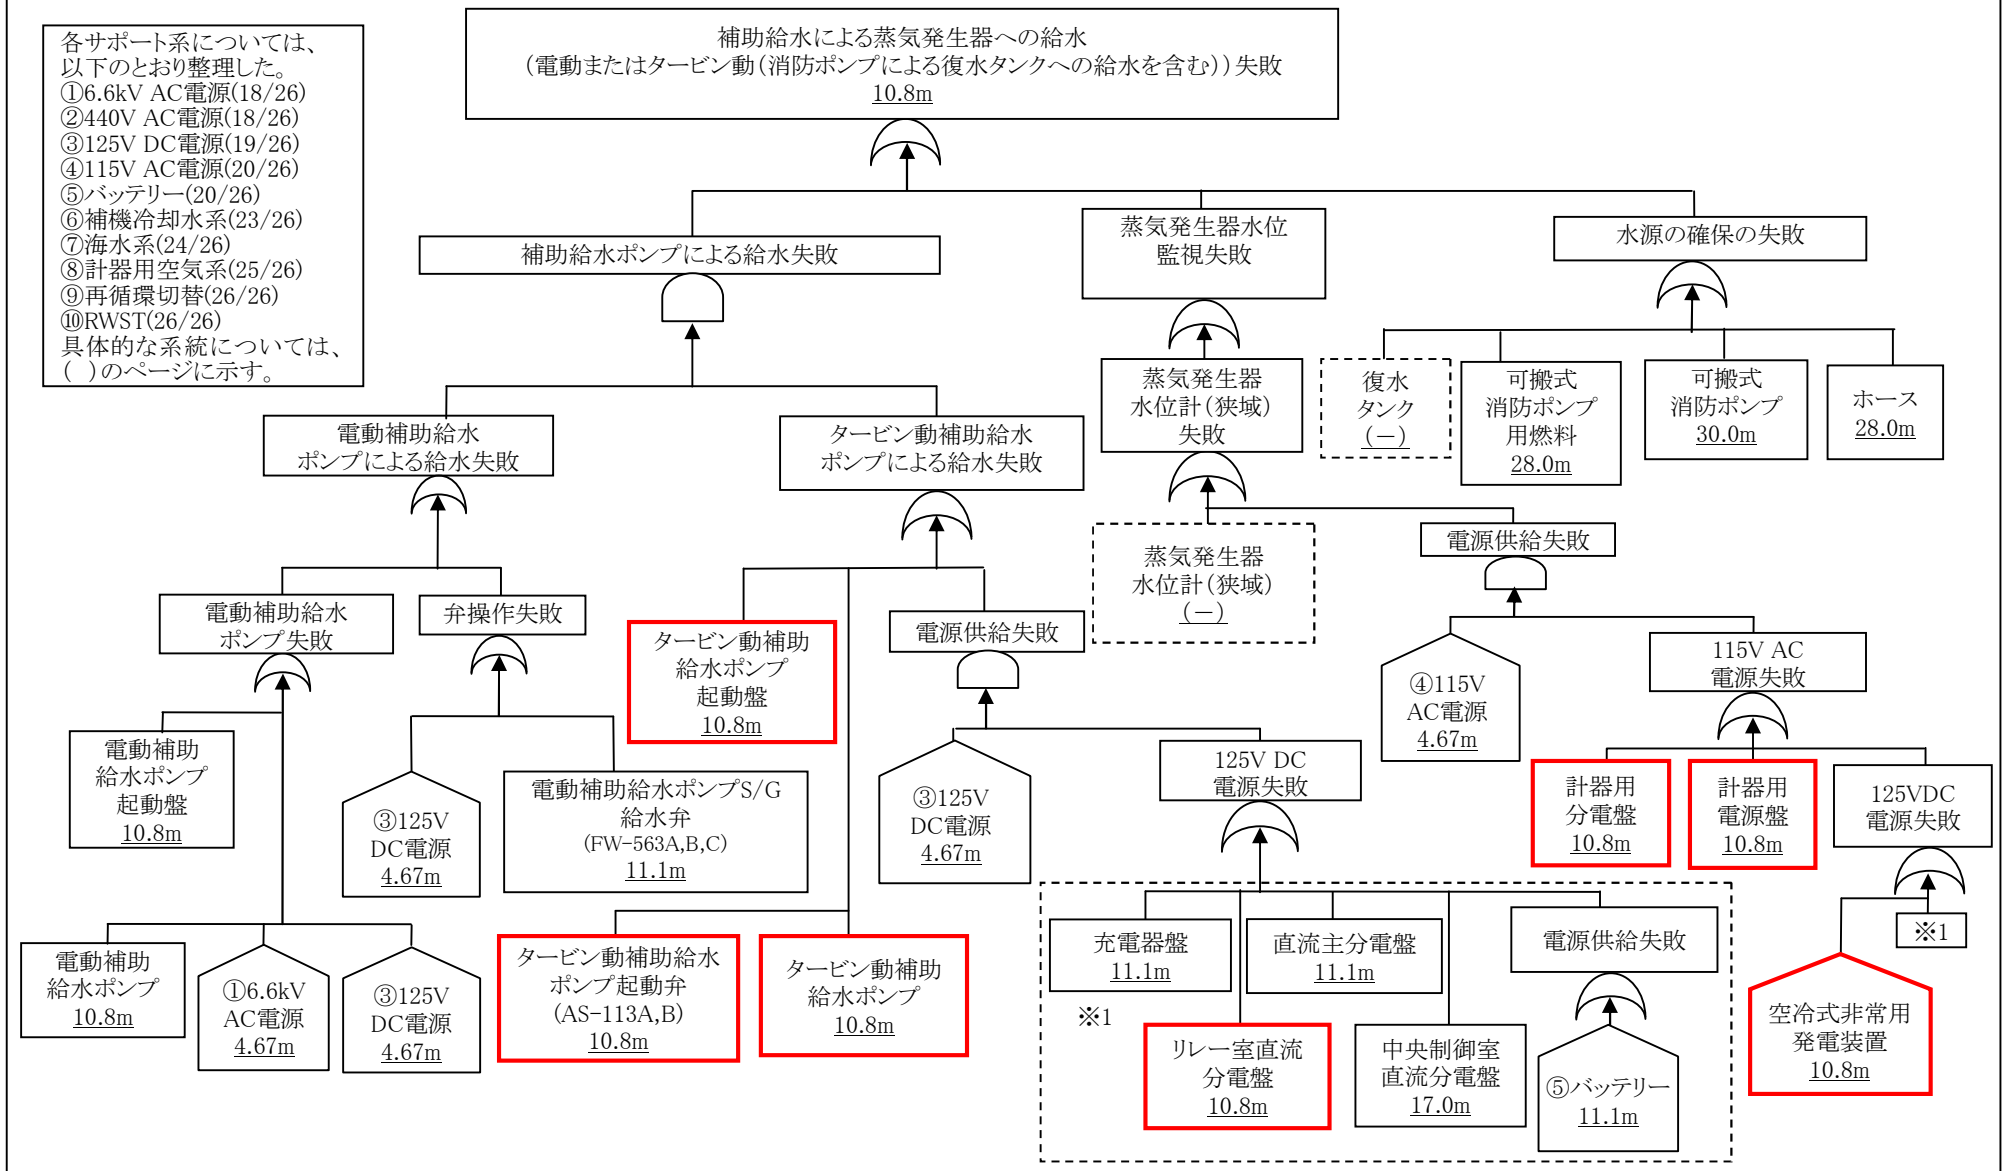 各サポート系については、
以下のとおり整理した。
①6.6kV AC電源(18/26)
②440V AC電源(18/26)
③125V DC電源(19/26)
④115V AC電源(20/26)
⑤バッテリー(20/26)
⑥補機冷却水系(23/26)
⑦海水系(24/26)
⑧計器用空気系(25/26)
⑨再循環切替(26/26)
⑩RWST(26/26)
具体的な系統については、
( )のページに示す。
補助給水による蒸気発生器への給水
(電動またはタービン動(消防ポンプによる復水タンクへの給水を含む))失敗
10.8m
補助給水ポンプによる給水失敗
蒸気発生器水位
監視失敗
水源の確保の失敗
電動補助給水
ポンプによる給水失敗
タービン動補助給水
ポンプによる給水失敗
蒸気発生器
水位計(狭域)
失敗
復水
タンク
(-)
可搬式
消防ポンプ
用燃料
28.0m
可搬式
消防ポンプ
30.0m
ホース
28.0m
蒸気発生器
水位計(狭域)
(-)
電源供給失敗
電動補助給水
ポンプ失敗
弁操作失敗
タービン動補助
給水ポンプ
起動盤
10.8m
電源供給失敗
④115V
AC電源
4.67m
115V AC
電源失敗
電動補助
給水ポンプ
起動盤
10.8m
③125V
DC電源
4.67m
電動補助給水ポンプS/G
給水弁
(FW-563A,B,C)
11.1m
③125V
DC電源
4.67m
125V DC
電源失敗
計器用
分電盤
10.8m
計器用
電源盤
10.8m
125VDC
電源失敗
電動補助
給水ポンプ
10.8m
①6.6kV
AC電源
4.67m
③125V
DC電源
4.67m
タービン動補助給水
ポンプ起動弁
(AS-113A,B)
10.8m
タービン動補助
給水ポンプ
10.8m
充電器盤
11.1m
直流主分電盤
11.1m
電源供給失敗
※1
※1
リレー室直流
分電盤
10.8m
中央制御室
直流分電盤
17.0m
⑤バッテリー
11.1m
空冷式非常用
発電装置
10.8m